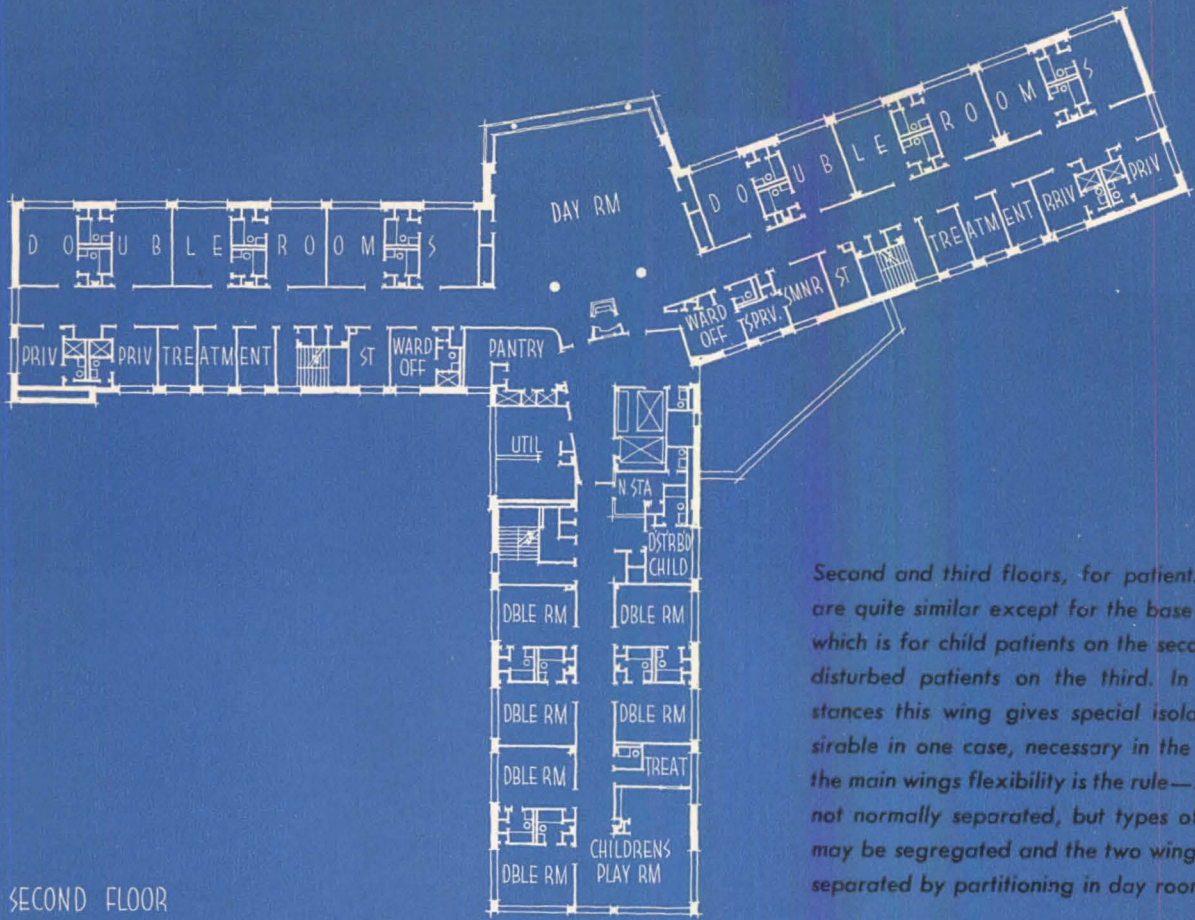 DAY RM
DOUBLE ROOMS
DOUBLE ROOMS
PRIV
PRIV
TREATMENT
ST
WARD OFF
PANTRY
WARD OFF
SPRV.
SMNR
ST
TREATMENT
PRIV
PRIV
UTIL
N STA
DSTRB'D
CHILD
DBLE RM
DBLE RM
DBLE RM
DBLE RM
DBLE RM
TREAT
DBLE RM
CHILDRENS
PLAY RM
SECOND FLOOR
Second and third floors, for patient
are quite similar except for the base
which is for child patients on the seco
disturbed patients on the third. In
stances this wing gives special isola
sirable in one case, necessary in the
the main wings flexibility is the rule—
not normally separated, but types of
may be segregated and the two wing
separated by partitioning in day room